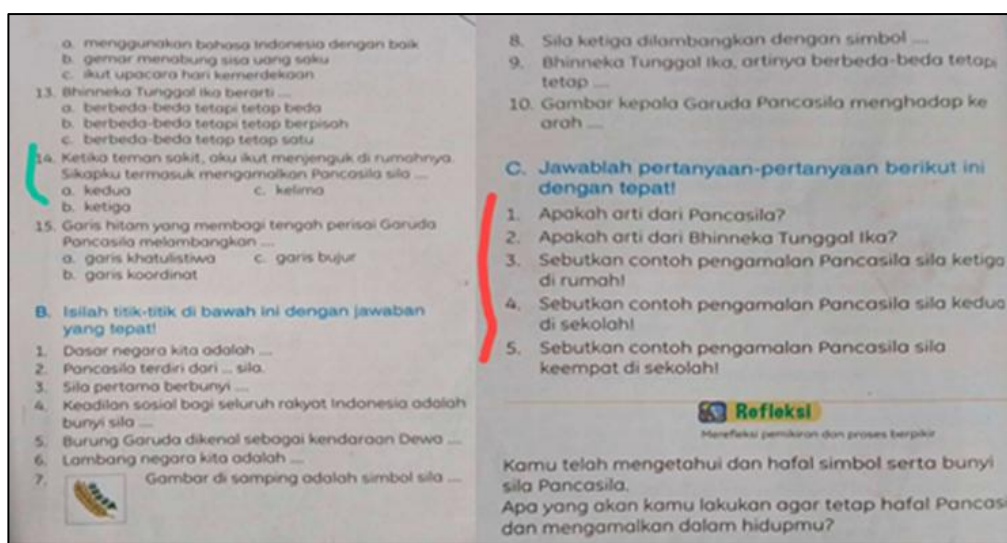 a. menggunakan bahasa Indonesia dengan baik
b. gemar menabung sisa uang saku
c. ikut upacara hari kemerdekaan
13. Bhinneka Tunggal Ika berarti ....
a. berbeda-beda tetapi tetap beda
b. berbeda-beda tetapi tetap berpisah
c. berbeda-beda tetap tetap satu
14. Ketika teman sakit, aku ikut menjenguk di rumahnya.
Sikapku termasuk mengamalkan Pancasila sila ....
a. kedua c. kelima
b. ketiga
15. Garis hitam yang membagi tengah perisai Garuda
Pancasila melambangkan ....
a. garis khatulistiwa c. garis bujur
b. garis koordinat
B. Isilah titik-titik di bawah ini dengan jawaban
yang tepat!
1. Dasar negara kita adalah ....
2. Pancasila terdiri dari ... sila.
3. Sila pertama berbunyi ....
4. Keadilan sosial bagi seluruh rakyat Indonesia adalah
bunyi sila ....
5. Burung Garuda dikenal sebagai kendaraan Dewa ....
6. Lambang negara kita adalah ....
7. Gambar di samping adalah simbol sila ....
8. Sila ketiga dilambangkan dengan simbol ....
9. Bhinneka Tunggal Ika, artinya berbeda-beda tetapi
tetap ....
10. Gambar kepala Garuda Pancasila menghadap ke
arah ....
C. Jawablah pertanyaan-pertanyaan berikut ini
dengan tepat!
1. Apakah arti dari Pancasila?
2. Apakah arti dari Bhinneka Tunggal Ika?
3. Sebutkan contoh pengamalan Pancasila sila ketiga
di rumah!
4. Sebutkan contoh pengamalan Pancasila sila kedua
di sekolah!
5. Sebutkan contoh pengamalan Pancasila sila
keempat di sekolah!
Refleksi
Merefleksi pemikiran dan proses berpikir
Kamu telah mengetahui dan hafal simbol serta bunyi
sila Pancasila.
Apa yang akan kamu lakukan agar tetap hafal Pancasi
dan mengamalkan dalam hidupmu?